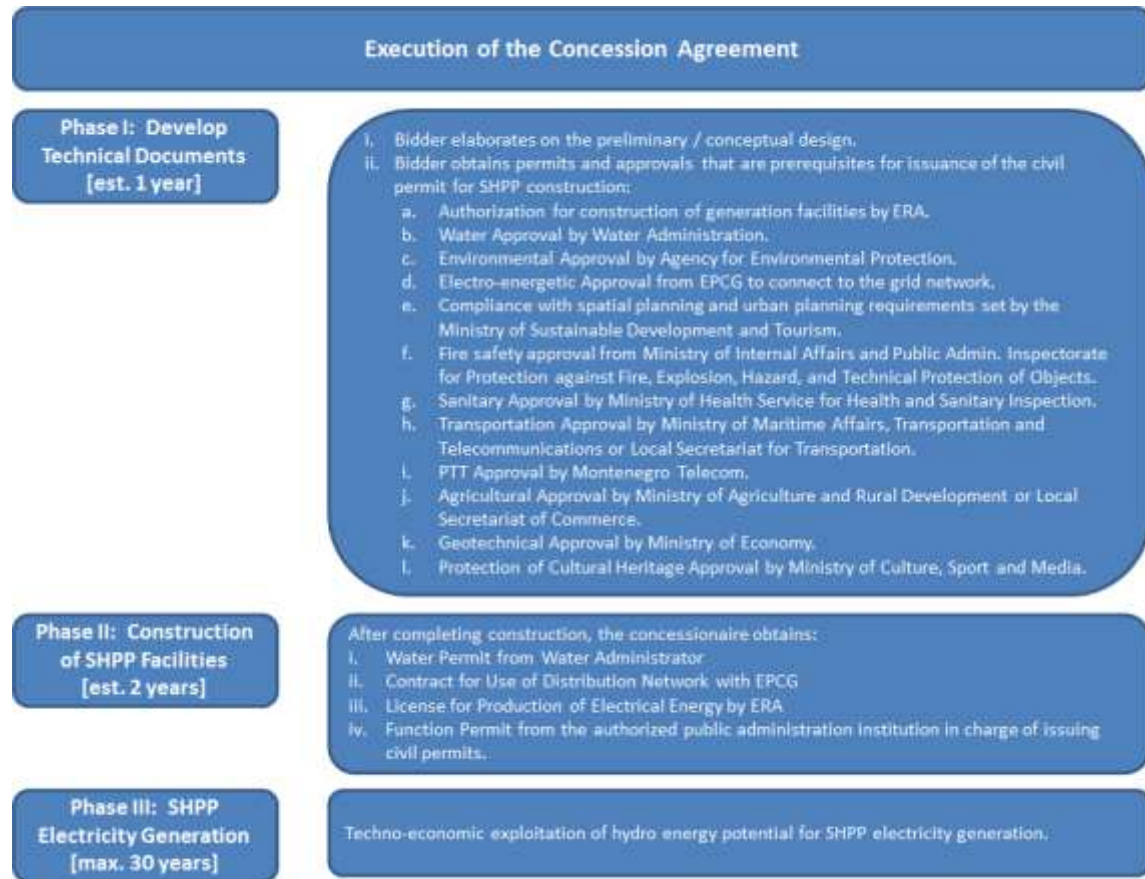 Execution of the Concession Agreement
Phase I: Develop
Technical Documents
[est. 1 year]
i. Bidder elaborates on the preliminary / conceptual design.
ii. Bidder obtains permits and approvals that are prerequisites for issuance of the civil
permit for SHPP construction:
a. Authorization for construction of generation facilities by ERA.
b. Water Approval by Water Administration.
c. Environmental Approval by Agency for Environmental Protection.
d. Electro-energetic Approval from EPCG to connect to the grid network.
e. Compliance with spatial planning and urban planning requirements set by the
Ministry of Sustainable Development and Tourism.
f. Fire safety approval from Ministry of Internal Affairs and Public Admin. Inspectorate
for Protection against Fire, Explosion, Hazard, and Technical Protection of Objects.
g. Sanitary Approval by Ministry of Health Service for Health and Sanitary Inspection.
h. Transportation Approval by Ministry of Maritime Affairs, Transportation and
Telecommunications or Local Secretariat for Transportation.
i. PTT Approval by Montenegro Telecom.
j. Agricultural Approval by Ministry of Agriculture and Rural Development or Local
Secretariat of Commerce.
k. Geotechnical Approval by Ministry of Economy.
l. Protection of Cultural Heritage Approval by Ministry of Culture, Sport and Media.
Phase II: Construction
of SHPP Facilities
[est. 2 years]
After completing construction, the concessionaire obtains:
i. Water Permit from Water Administrator
ii. Contract for Use of Distribution Network with EPCG
iii. License for Production of Electrical Energy by ERA
iv. Function Permit from the authorized public administration institution in charge of issuing
civil permits.
Phase III: SHPP
Electricity Generation
[max. 30 years]
Techno-economic exploitation of hydro energy potential for SHPP electricity generation.